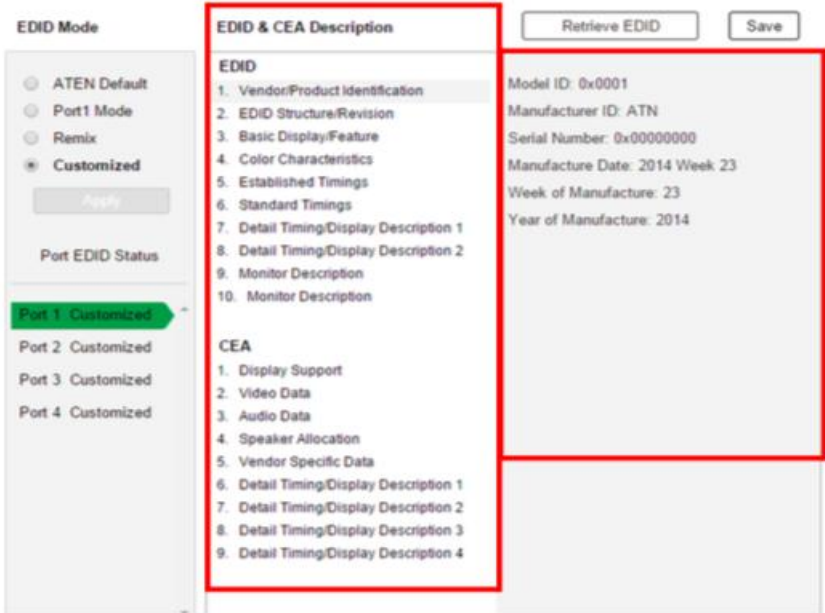 EDID Mode
ATEN Default
Port1 Mode
Remix
Customized
Apply
Port EDID Status
Port 1 Customized
Port 2 Customized
Port 3 Customized
Port 4 Customized
EDID & CEA Description
EDID
1. Vendor/Product Identification
2. EDID Structure/Revision
3. Basic Display/Feature
4. Color Characteristics
5. Established Timings
6. Standard Timings
7. Detail Timing/Display Description 1
8. Detail Timing/Display Description 2
9. Monitor Description
10. Monitor Description
CEA
1. Display Support
2. Video Data
3. Audio Data
4. Speaker Allocation
5. Vendor Specific Data
6. Detail Timing/Display Description 1
7. Detail Timing/Display Description 2
8. Detail Timing/Display Description 3
9. Detail Timing/Display Description 4
Retrieve EDID
Save
Model ID: 0x0001
Manufacturer ID: ATN
Serial Number: 0x00000000
Manufacture Date: 2014 Week 23
Week of Manufacture: 23
Year of Manufacture: 2014